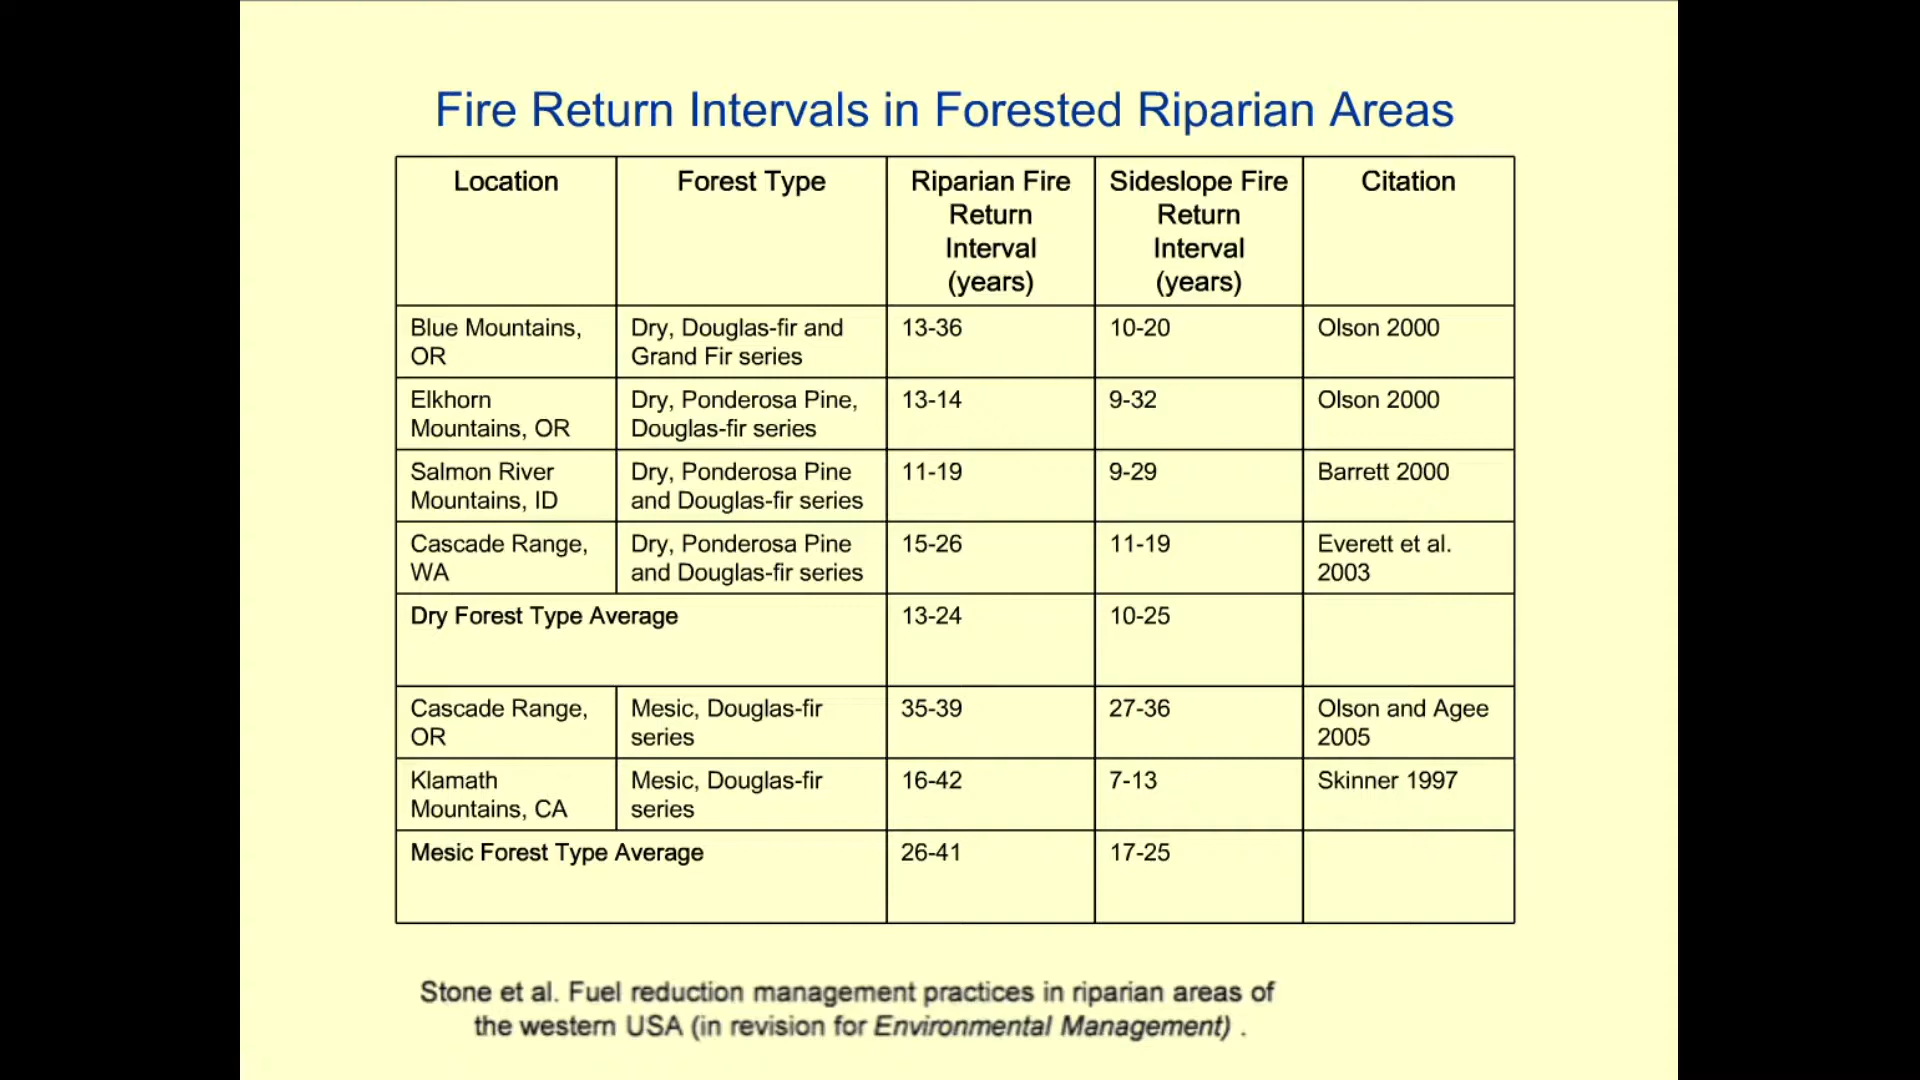 Fire Return Intervals in Forested Riparian Areas
Location
Forest Type
Riparian Fire
Return
Interval
(years)
Sideslope Fire
Return
Interval
(years)
Citation
Blue Mountains,
OR
Dry, Douglas-fir and
Grand Fir series
13-36
10-20
Olson 2000
Elkhorn
Mountains, OR
Dry, Ponderosa Pine,
Douglas-fir series
13-14
9-32
Olson 2000
Salmon River
Mountains, ID
Dry, Ponderosa Pine
and Douglas-fir series
11-19
9-29
Barrett 2000
Cascade Range,
WA
Dry, Ponderosa Pine
and Douglas-fir series
15-26
11-19
Everett et al.
2003
Dry Forest Type Average
13-24
10-25
Cascade Range,
OR
Mesic, Douglas-fir
series
35-39
27-36
Olson and Agee
2005
Klamath
Mountains, CA
Mesic, Douglas-fir
series
16-42
7-13
Skinner 1997
Mesic Forest Type Average
26-41
17-25
Stone et al. Fuel reduction management practices in riparian areas of
the western USA (in revision for Environmental Management) .